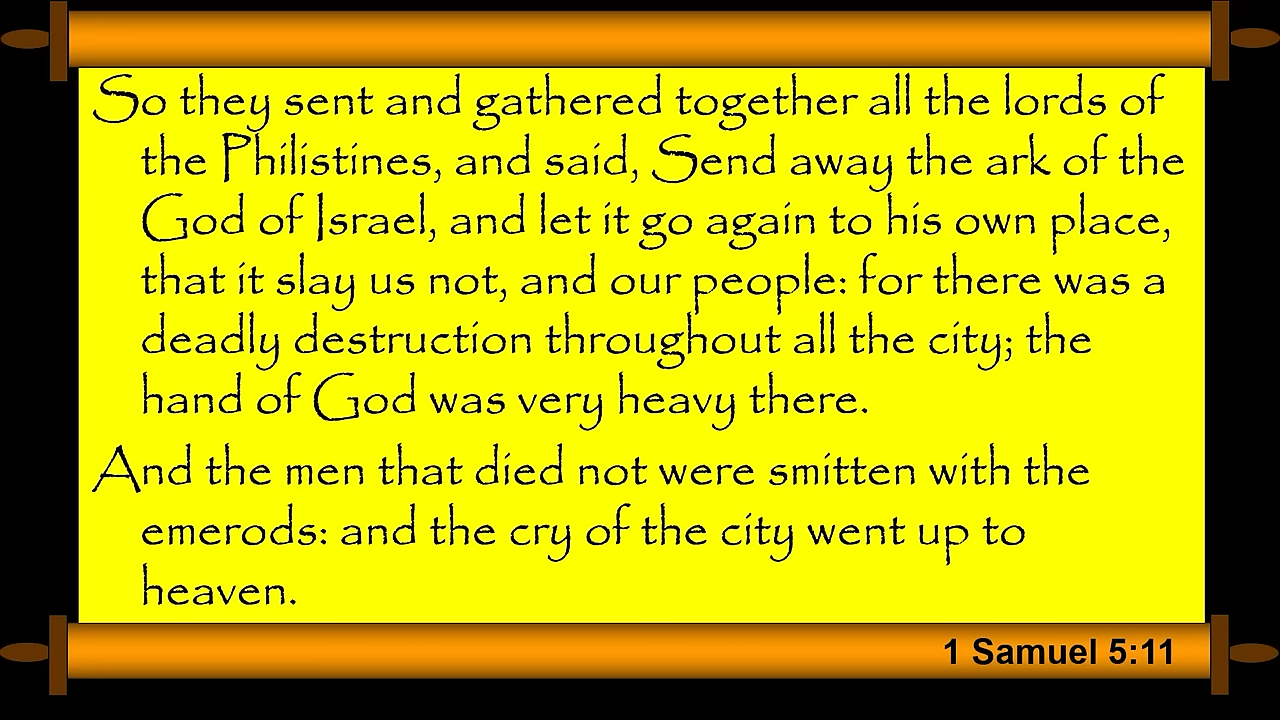 So they sent and gathered together all the lords of
the Philistines, and said, Send away the ark of the
God of Israel, and let it go again to his own place,
that it slay us not, and our people: for there was a
deadly destruction throughout all the city; the
hand of God was very heavy there.
And the men that died not were smitten with the
emerods: and the cry of the city went up to
heaven.
1 Samuel 5:11